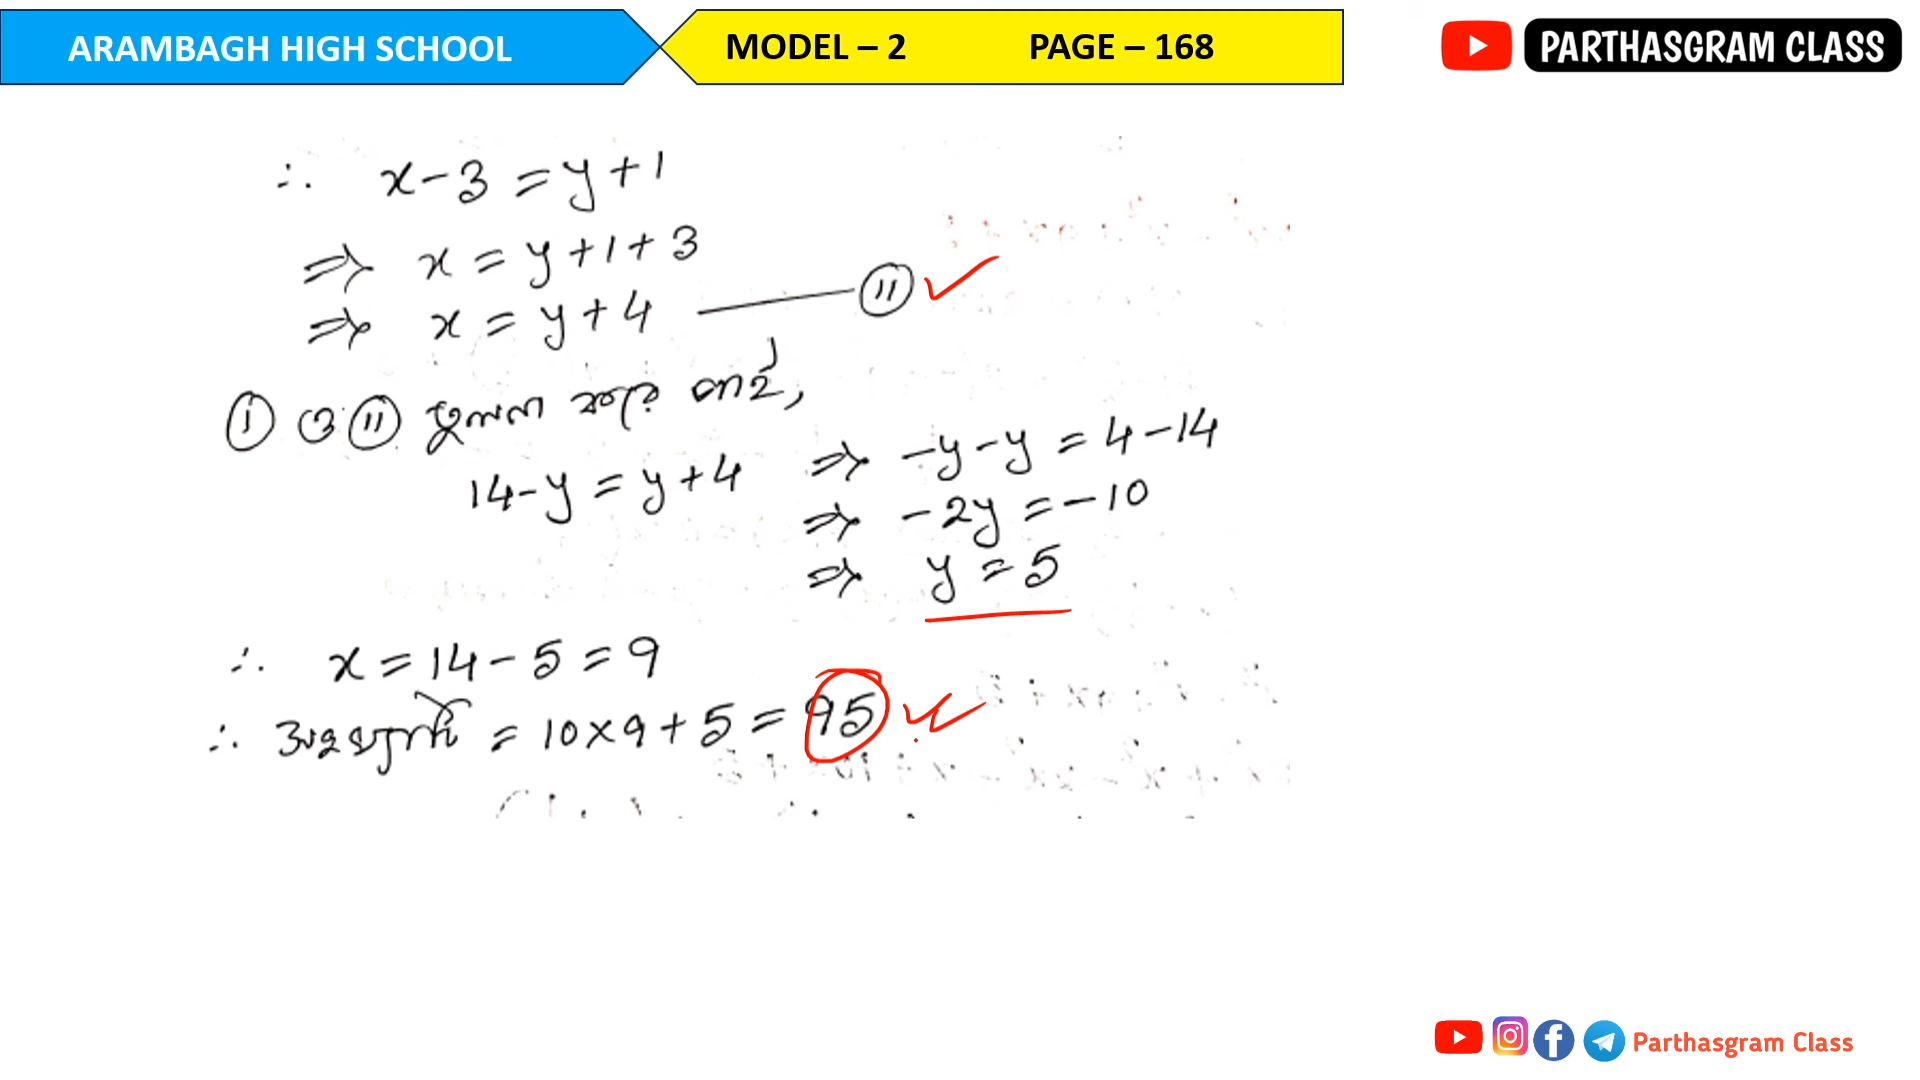 ARAMBAGH HIGH SCHOOL
MODEL – 2 PAGE – 168
PARTHASGRAM CLASS
∴ x-3 = y+1
⇒ x = y+1+3
⇒ x = y+4 —— (II)
(I) ও (II) তুলনা করে পাই,
14-y = y+4 ⇒ -y-y = 4-14
⇒ -2y = -10
⇒ y = 5
∴ x = 14-5 = 9
∴ = 10×9+5 = 95
Parthasgram Class